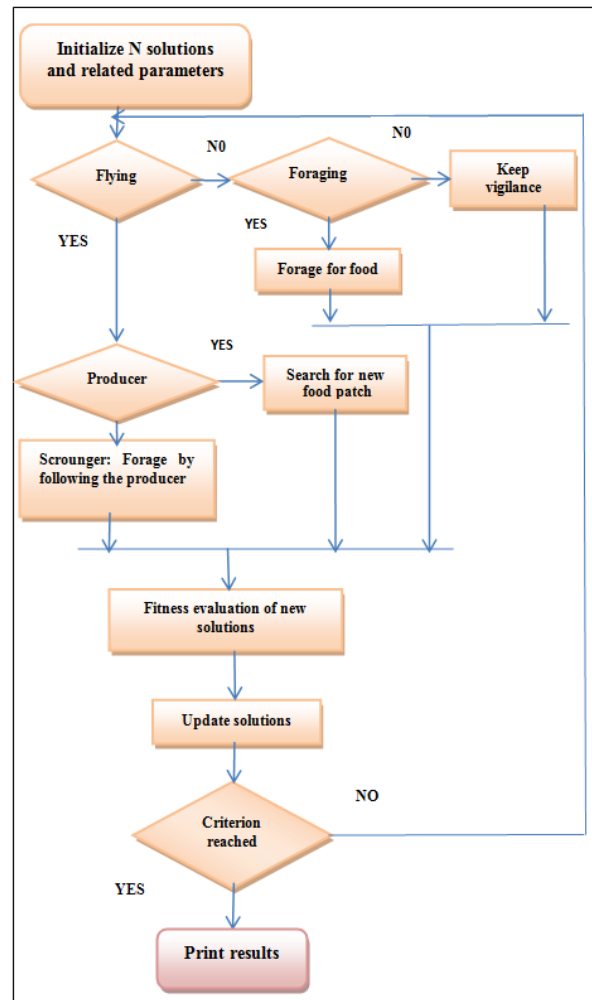 Initialize N solutions
and related parameters
N0
N0
Flying
Foraging
Keep
vigilance
YES
YES
Forage for food
YES
Producer
Search for new
food patch
Scrounger: Forage by
following the producer
Fitness evaluation of new
solutions
Update solutions
NO
Criterion
reached
YES
Print results